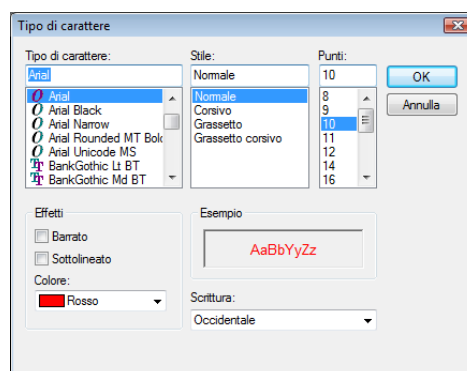 Tipo di carattere
Tipo di carattere:
Arial
Arial
Arial Black
Arial Narrow
Arial Rounded MT Bold
Arial Unicode MS
BankGothic Lt BT
BankGothic Md BT
Stile:
Normale
Normale
Corsivo
Grassetto
Grassetto corsivo
Punti:
10
8
9
10
11
12
14
16
OK
Annulla
Effetti
Barrato
Sottolineato
Colore:
Rosso
Esempio
AaBbYyZz
Scrittura:
Occidentale